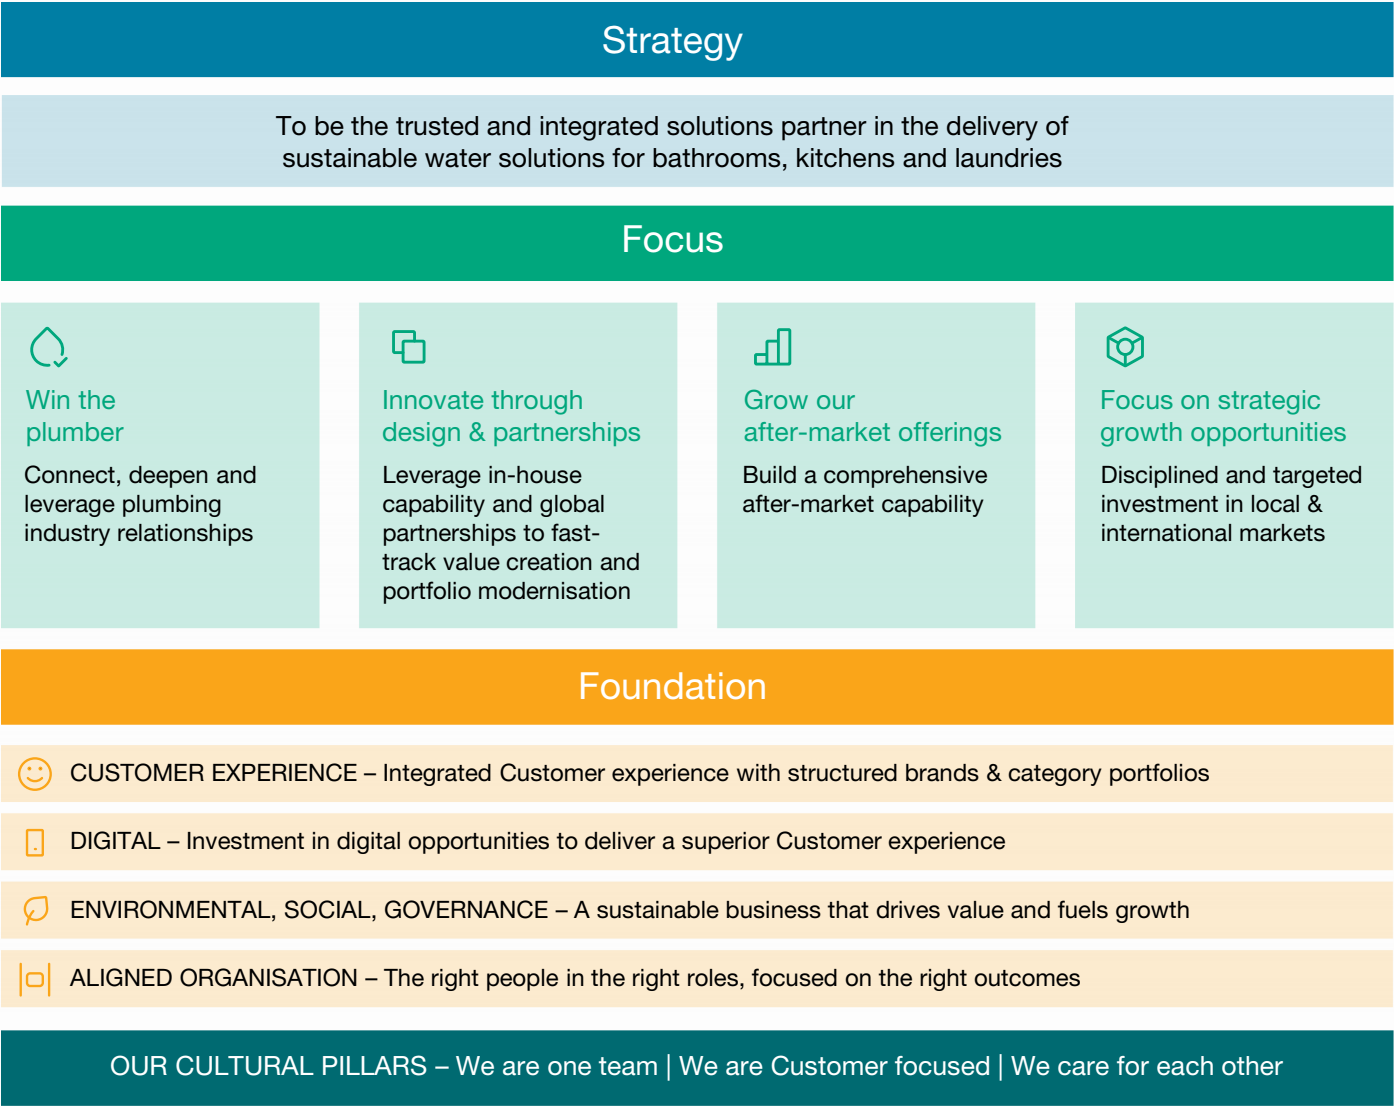 Strategy
To be the trusted and integrated solutions partner in the delivery of
sustainable water solutions for bathrooms, kitchens and laundries
Focus
Win the
plumber
Connect, deepen and
leverage plumbing
industry relationships
Innovate through
design & partnerships
Leverage in-house
capability and global
partnerships to fast-
track value creation and
portfolio modernisation
Grow our
after-market offerings
Build a comprehensive
after-market capability
Focus on strategic
growth opportunities
Disciplined and targeted
investment in local &
international markets
Foundation
CUSTOMER EXPERIENCE – Integrated Customer experience with structured brands & category portfolios
DIGITAL – Investment in digital opportunities to deliver a superior Customer experience
ENVIRONMENTAL, SOCIAL, GOVERNANCE – A sustainable business that drives value and fuels growth
ALIGNED ORGANISATION – The right people in the right roles, focused on the right outcomes
OUR CULTURAL PILLARS – We are one team | We are Customer focused | We care for each other